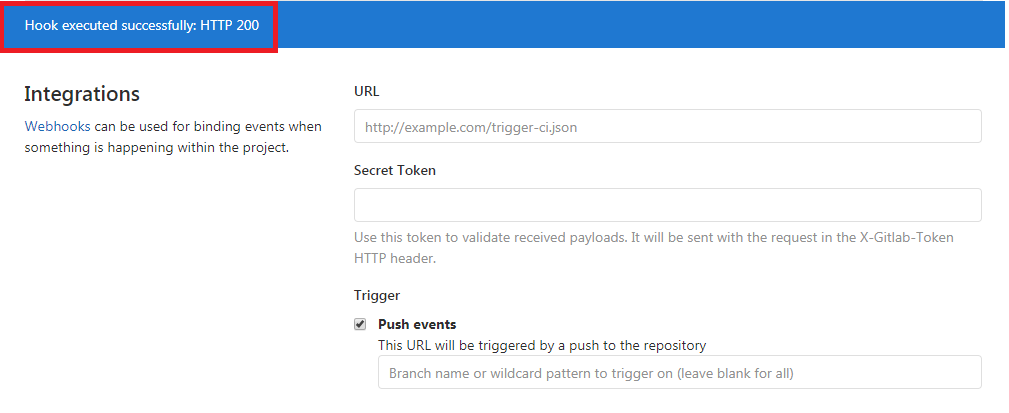 Hook executed successfully: HTTP 200
Integrations
Webhooks can be used for binding events when
something is happening within the project.
URL
http://example.com/trigger-ci.json
Secret Token
Use this token to validate received payloads. It will be sent with the request in the X-Gitlab-Token
HTTP header.
Trigger
Push events
This URL will be triggered by a push to the repository
Branch name or wildcard pattern to trigger on (leave blank for all)